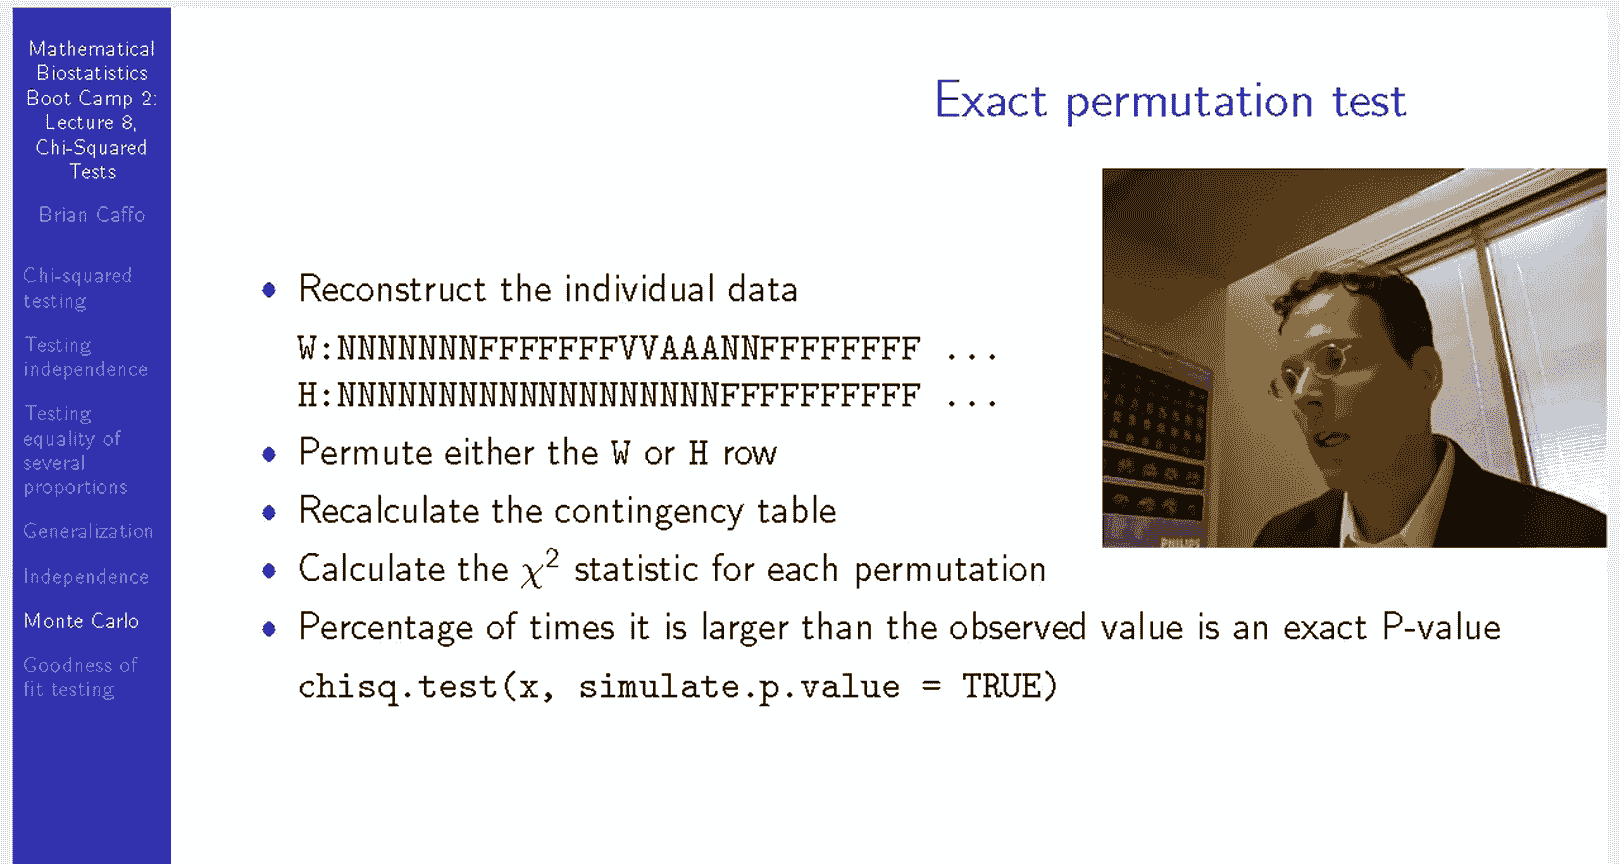 Mathematical
Biostatistics
Boot Camp 2:
Lecture 8,
Chi-Squared
Tests
Brian Caffo
Chi-squared
testing
Testing
independence
Testing
equality of
several
proportions
Generalization
Independence
Monte Carlo
Goodness of
fit testing
Exact permutation test
• Reconstruct the individual data
W:NNNNNNNFFFFFFFVVAAANNFFFFFFFF ...
H:NNNNNNNNNNNNNNNNNNNFFFFFFFFFF ...
• Permute either the W or H row
• Recalculate the contingency table
• Calculate the χ² statistic for each permutation
• Percentage of times it is larger than the observed value is an exact P-value
chisq.test(x, simulate.p.value = TRUE)
PHILIPS